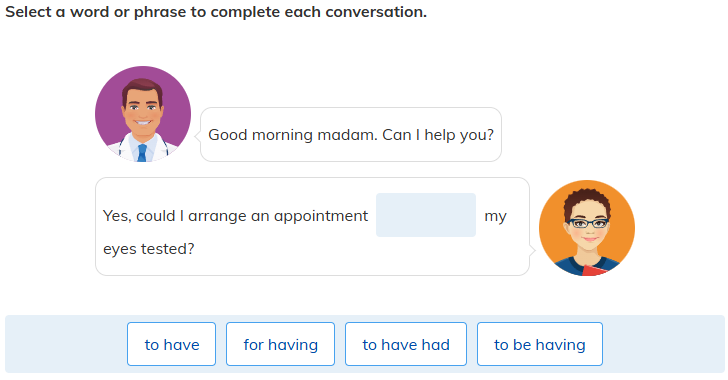 Select a word or phrase to complete each conversation.
Good morning madam. Can I help you?
Yes, could I arrange an appointment my
eyes tested?
to have for having to have had to be having